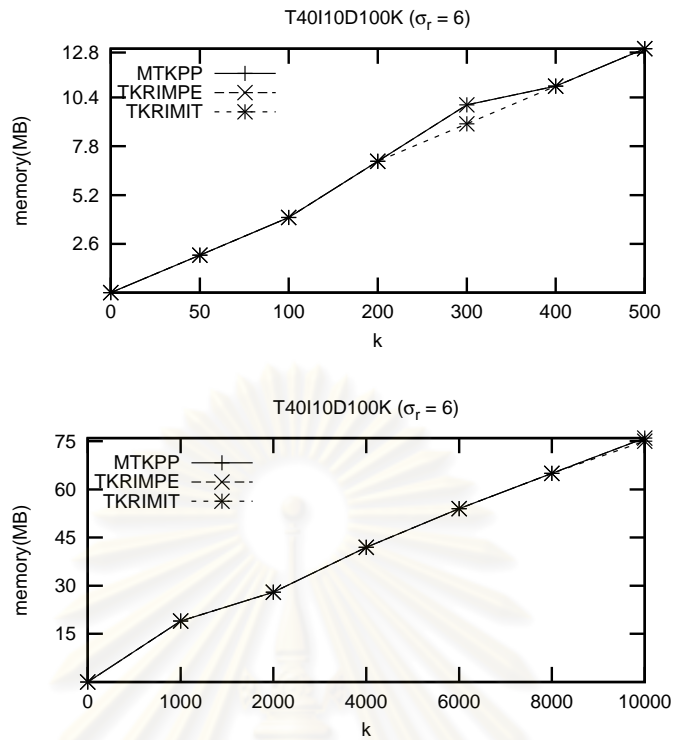 T40I10D100K (σr = 6)
12.8
10.4
7.8
5.2
2.6
memory(MB)
MTKPP
TKRIMPE
TKRIMIT
0 50 100 200 300 400 500
k
T40I10D100K (σr = 6)
75
60
45
30
15
memory(MB)
MTKPP
TKRIMPE
TKRIMIT
0 1000 2000 4000 6000 8000 10000
k